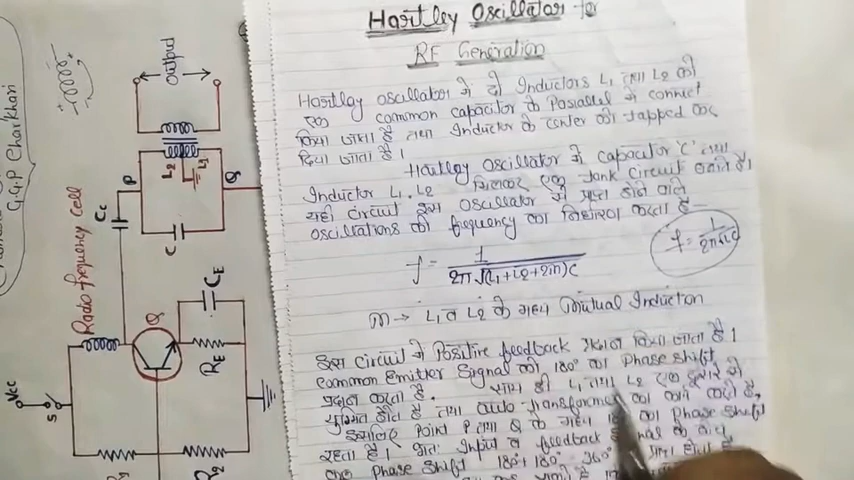 Hartley Oscillator for
RF Generation
Hartley oscillator में दो Inductors L1 तथा L2 को
एक common capacitor के Parallel में connect
किया जाता है तथा Inductor के center को Tapped कर
दिया जाता है।
Hartley Oscillator में capacitor 'C' तथा
Inductor L1, L2 मिलकर एक Tank circuit बनाते हैं।
यही circuit इस oscillator से प्राप्त होने वाले
oscillations की frequency का निर्धारण करता है
f = 1/2π√(L1+L2+2m)C
f = 1/2π√LC
m → L1 व L2 के मध्य Mutual Induction
इस Circuit में Positive feedback प्रदान किया जाता है।
Common Emitter Signal को 180° का Phase Shift
प्रदान करता है. साथ ही L1 तथा L2 एक दूसरे से
युग्मित होते हैं तथा Auto Transformer का कार्य करते हैं,
इसलिए Point P तथा Q के मध्य का Phase Shift
रहता है। अतः Input व feedback के बीच
Phase Shift 180°+180° 360° प्राप्त होता है
G.G.P Charkhari
Output
P
L2
L1
Q
Cc
C
Radio frequency cell
Q
CE
RE
Vcc
S
R2